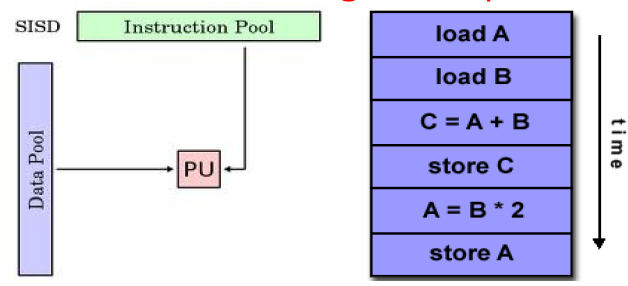 SISD
Instruction Pool
Data Pool
PU
load A
load B
C = A + B
store C
A = B * 2
store A
time